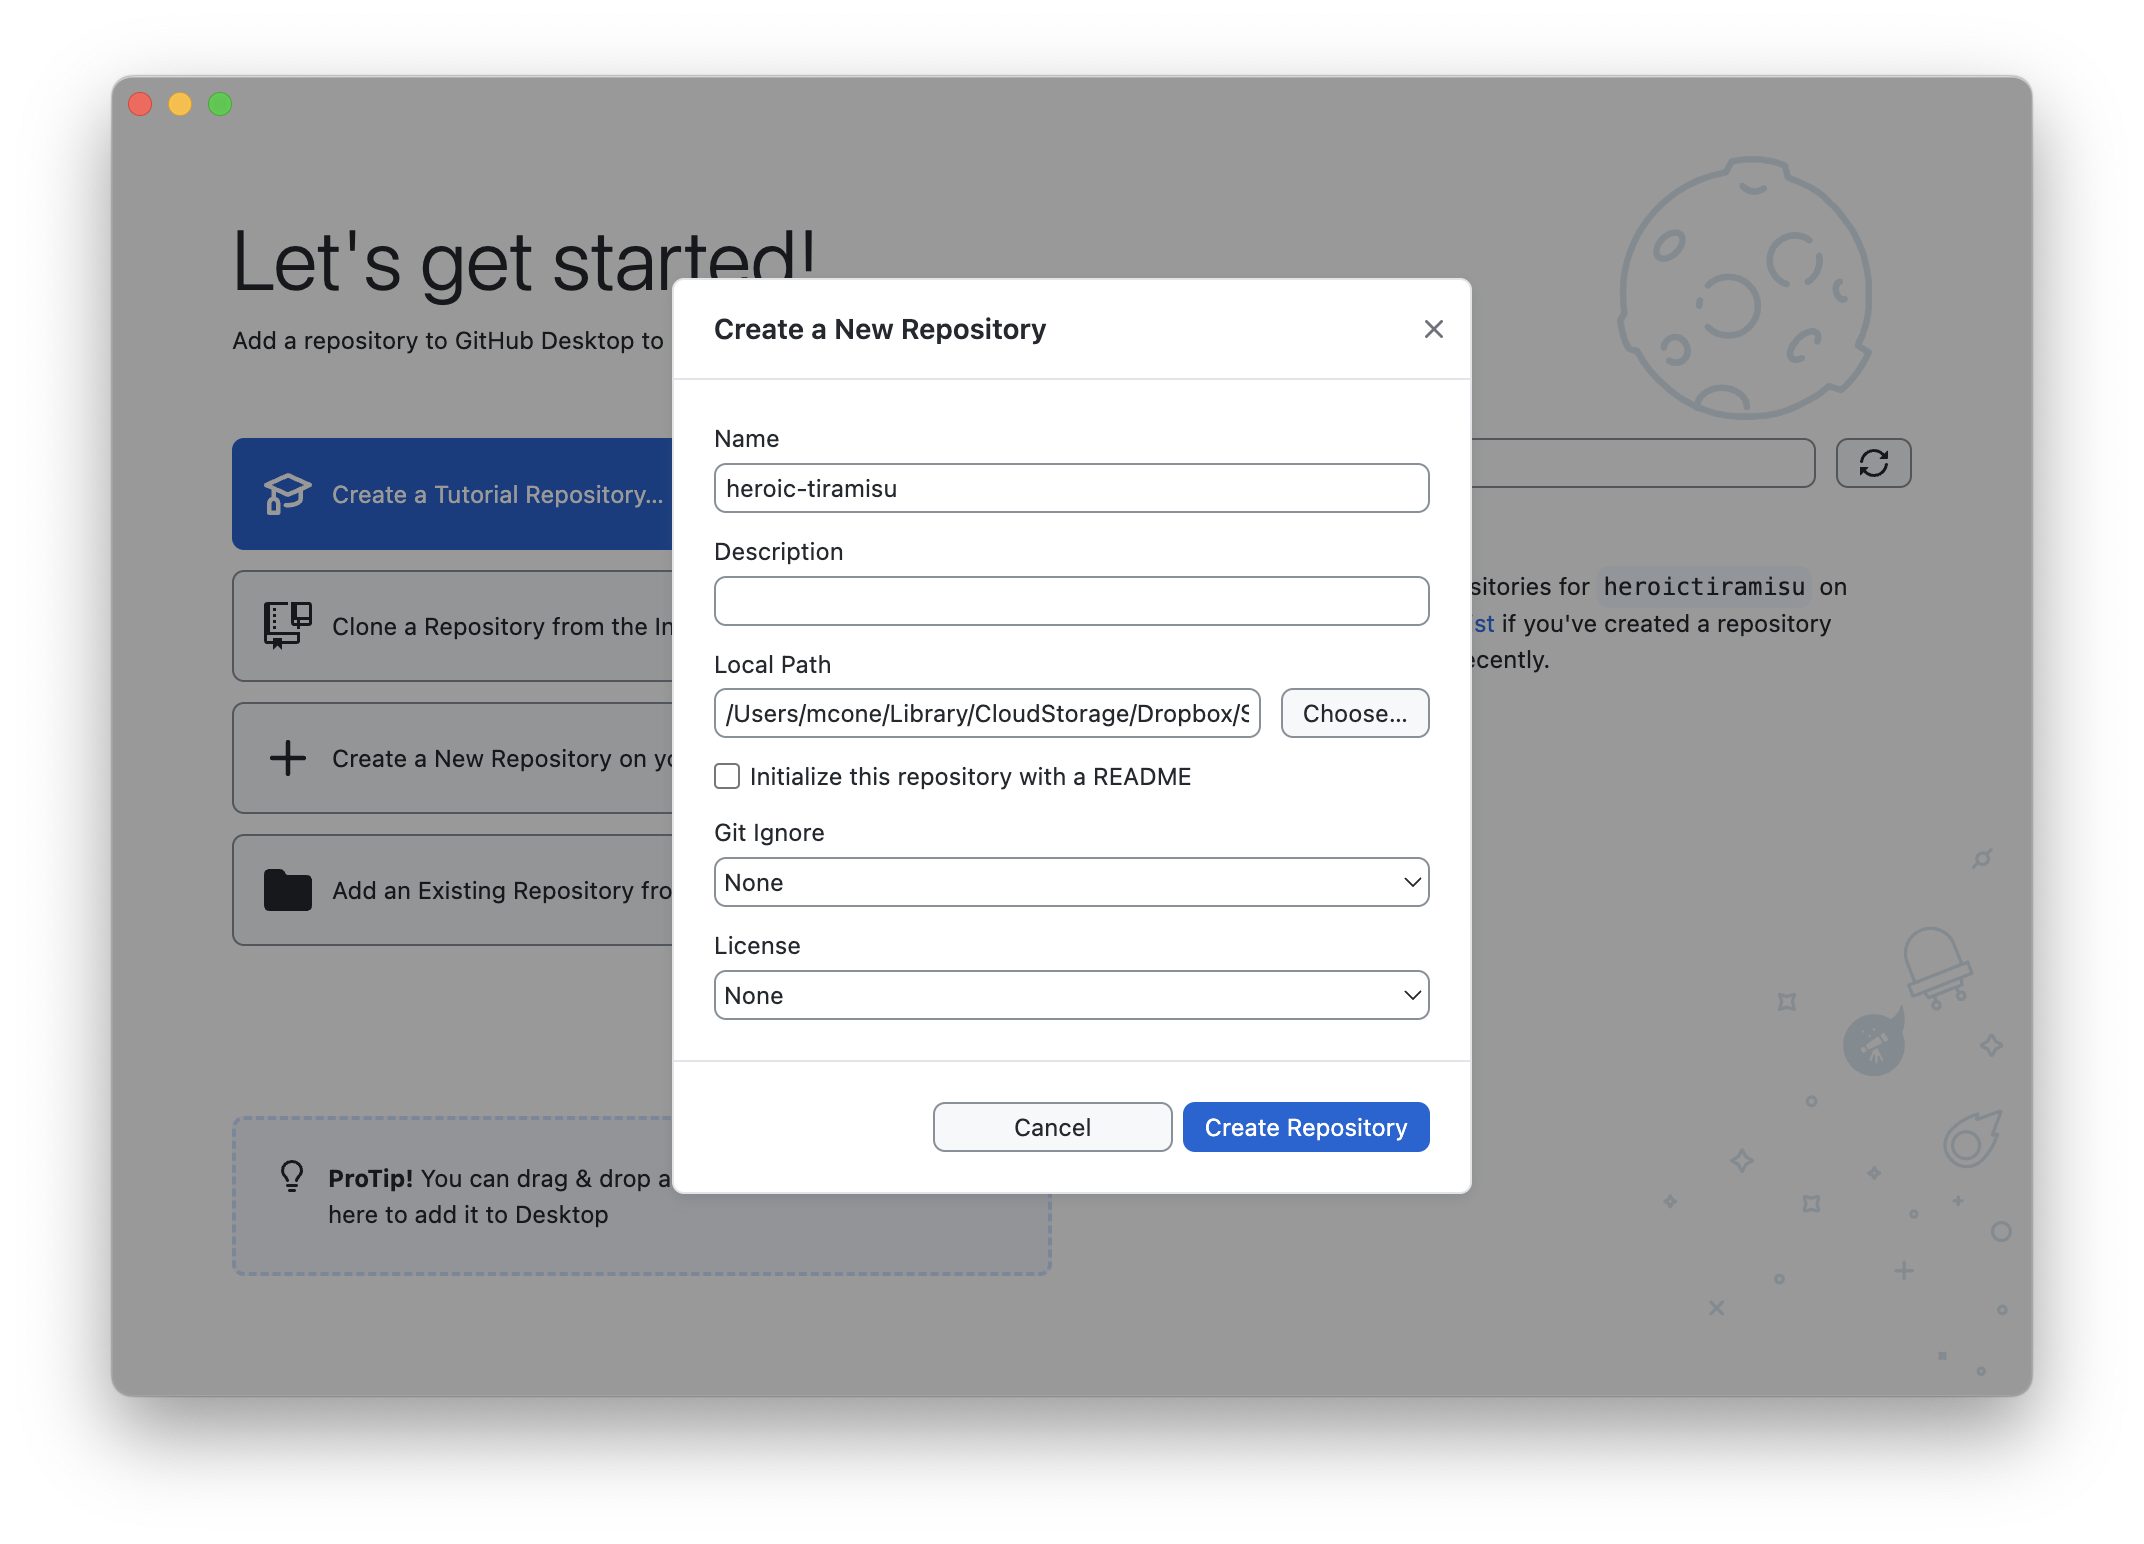 Let's get started!
Add a repository to GitHub Desktop to
Create a Tutorial Repository...
Clone a Repository from the In
Create a New Repository on yo
Add an Existing Repository fro
ProTip! You can drag & drop a
here to add it to Desktop
Create a New Repository
Name
heroic-tiramisu
Description
Local Path
/Users/mcone/Library/CloudStorage/Dropbox/S
Choose...
Initialize this repository with a README
Git Ignore
None
License
None
Cancel
Create Repository
sitories for heroictiramisu on
st if you've created a repository
ecently.